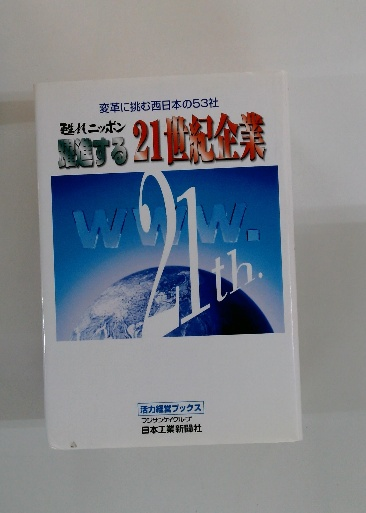 変革に挑む西日本の53社
甦れニッポン
躍進する 21世紀企業
www.
21th.
活力経営ブックス
フジサンケイグループ
日本工業新聞社